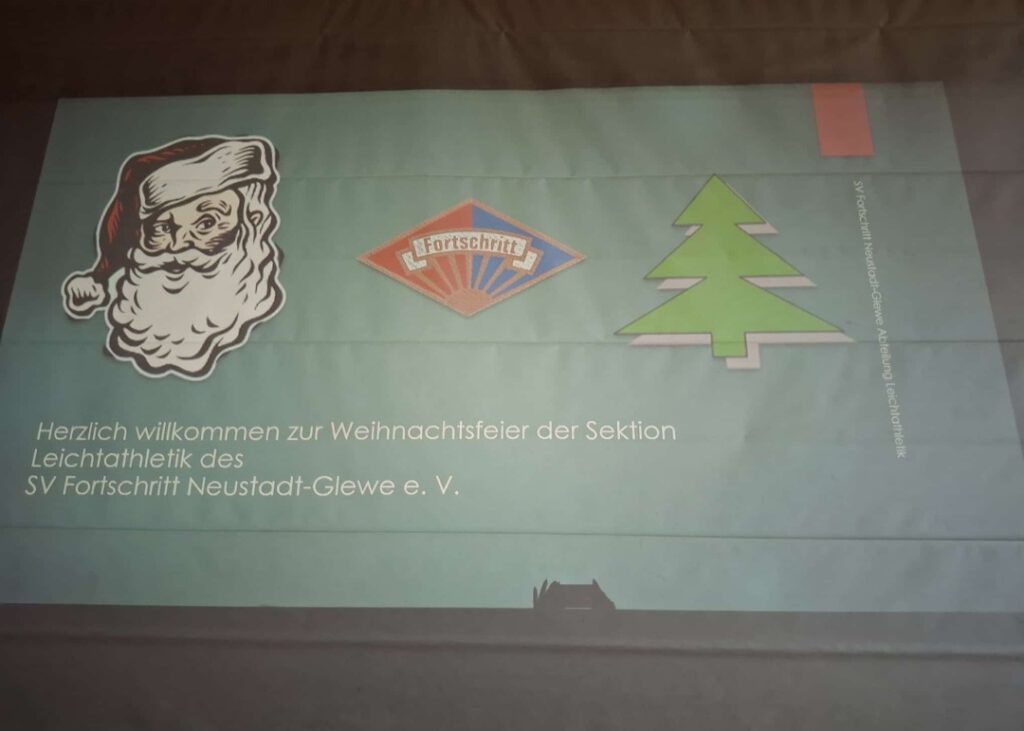 Fortschritt
Herzlich willkommen zur Weihnachtsfeier der Sektion
Leichtathletik des
SV Fortschritt Neustadt-Glewe e. V.
SV Fortschritt Neustadt-Glewe Abteilung Leichtathletik